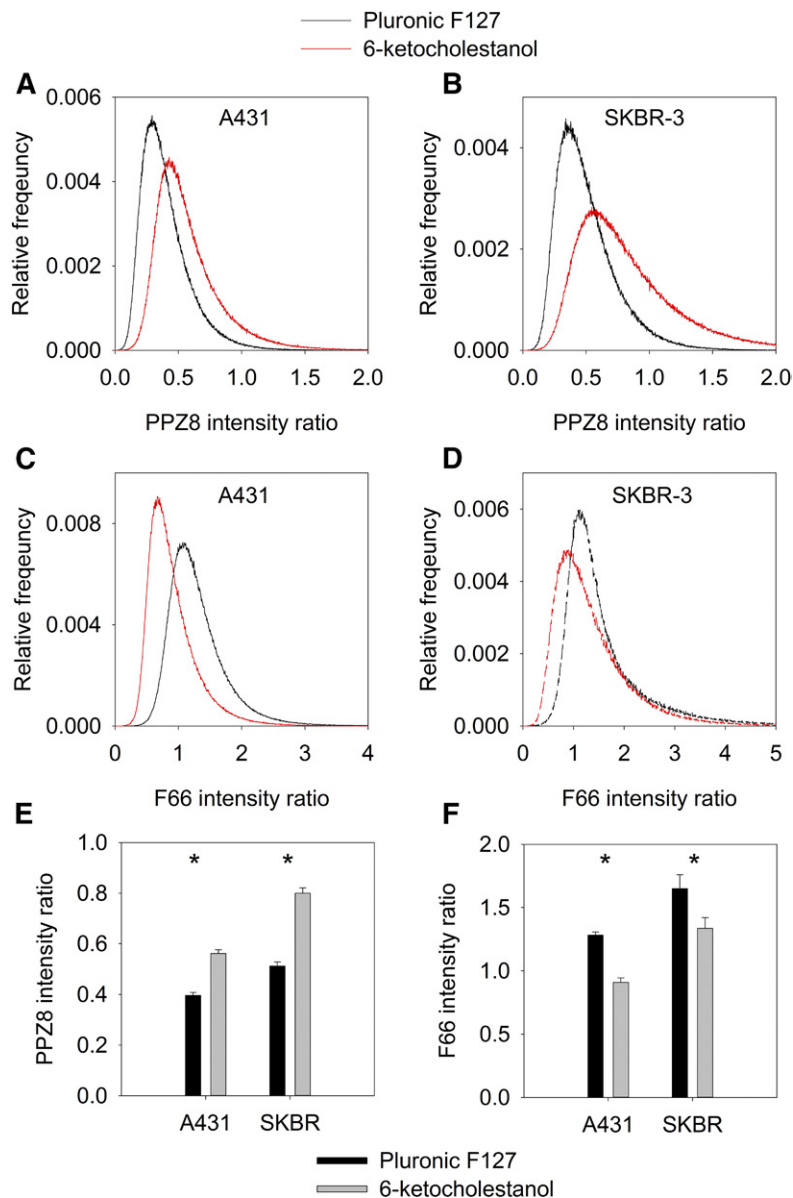 Pluronic F127
6-ketocholestanol
A
B
A431
SKBR-3
0.006
0.004
0.002
0.000
Relative freqeuncy
0.0 0.5 1.0 1.5 2.0
PPZ8 intensity ratio
0.004
0.002
0.000
Relative freqeuncy
0.0 0.5 1.0 1.5 2.0
PPZ8 intensity ratio
C
D
A431
SKBR-3
0.008
0.004
0.000
Relative freqeuncy
0 1 2 3 4
F66 intensity ratio
0.006
0.004
0.002
0.000
Relative freqeuncy
0 1 2 3 4 5
F66 intensity ratio
E
F
1.0
0.8
0.6
0.4
0.2
0.0
PPZ8 intensity ratio
* *
A431 SKBR
2.0
1.5
1.0
0.5
0.0
F66 intensity ratio
* *
A431 SKBR
Pluronic F127
6-ketocholestanol